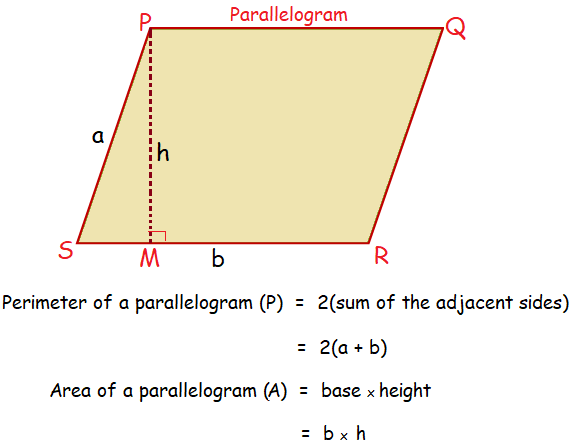 Parallelogram
P
Q
a
h
S
M
b
R
Perimeter of a parallelogram (P) = 2(sum of the adjacent sides)
= 2(a + b)
Area of a parallelogram (A) = base x height
= b x h